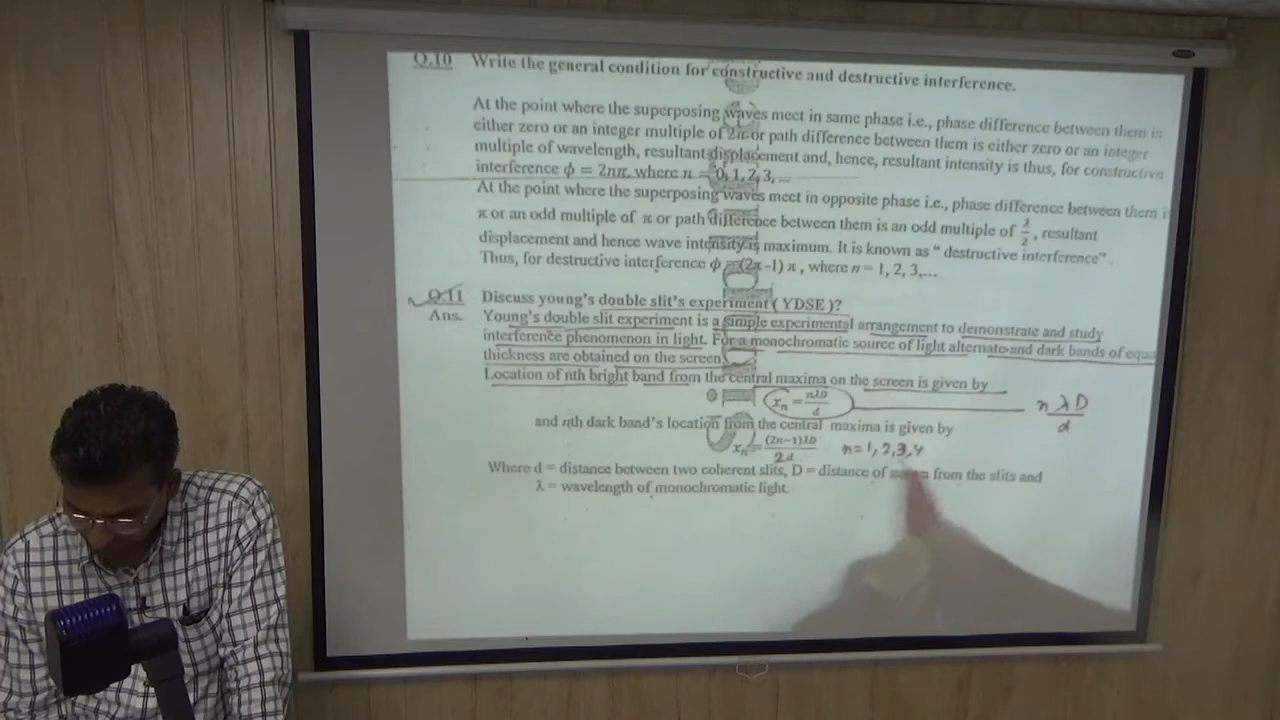 Q.10 Write the general condition for constructive and destructive interference.
At the point where the superposing waves meet in same phase i.e., phase difference between them is
either zero or an integer multiple of 2π or path difference between them is either zero or an integer
multiple of wavelength, resultant displacement and, hence, resultant intensity is thus, for constructive
interference ϕ = 2nπ, where n = 0, 1, 2, 3,...
At the point where the superposing waves meet in opposite phase i.e., phase difference between them is
π or an odd multiple of π or path difference between them is an odd multiple of λ/2, resultant
displacement and hence wave intensity is maximum. It is known as " destructive interference" .
Thus, for destructive interference ϕ = (2π -1) π , where n = 1, 2, 3,...
Q.11 Discuss young's double slit's experiment ( YDSE )?
Ans. Young's double slit experiment is a simple experimental arrangement to demonstrate and study
interference phenomenon in light. For a monochromatic source of light alternate and dark bands of equa
thickness are obtained on the screen
Location of nth bright band from the central maxima on the screen is given by
xn = nλD/d nλD/d
and nth dark band's location from the central maxima is given by
xn = (2n-1)λD/2d n = 1, 2, 3, 4
Where d = distance between two coherent slits, D = distance of from the slits and
λ = wavelength of monochromatic light.